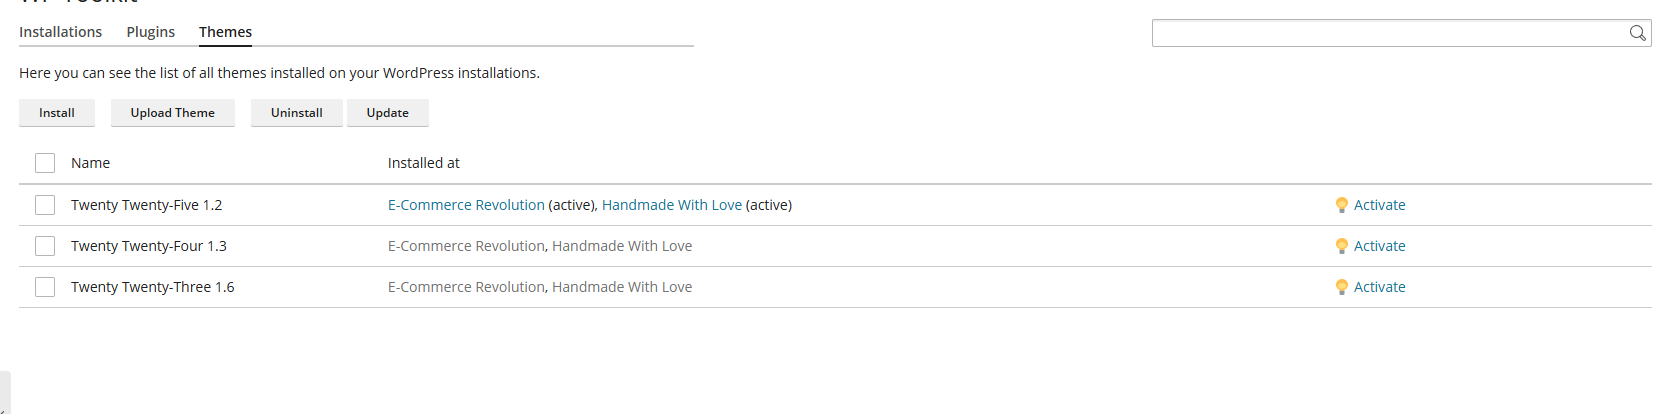 WP Toolkit
Installations Plugins Themes
Here you can see the list of all themes installed on your WordPress installations.
Install Upload Theme Uninstall Update
Name Installed at
Twenty Twenty-Five 1.2 E-Commerce Revolution (active), Handmade With Love (active) Activate
Twenty Twenty-Four 1.3 E-Commerce Revolution, Handmade With Love Activate
Twenty Twenty-Three 1.6 E-Commerce Revolution, Handmade With Love Activate